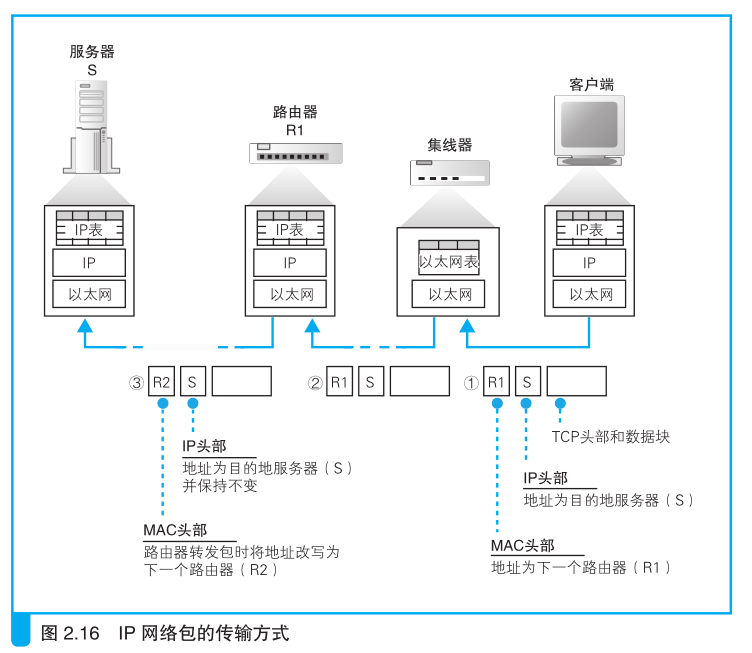 服务器
S
路由器
R1
集线器
客户端
IP表
IP
以太网
IP表
IP
以太网
以太网表
以太网
IP表
IP
以太网
③ R2 S
② R1 S
① R1 S
IP头部
地址为目的地服务器（S）
并保持不变
MAC头部
路由器转发包时将地址改写为
下一个路由器（R2）
TCP头部和数据块
IP头部
地址为目的地服务器（S）
MAC头部
地址为下一个路由器（R1）
图 2.16 IP 网络包的传输方式